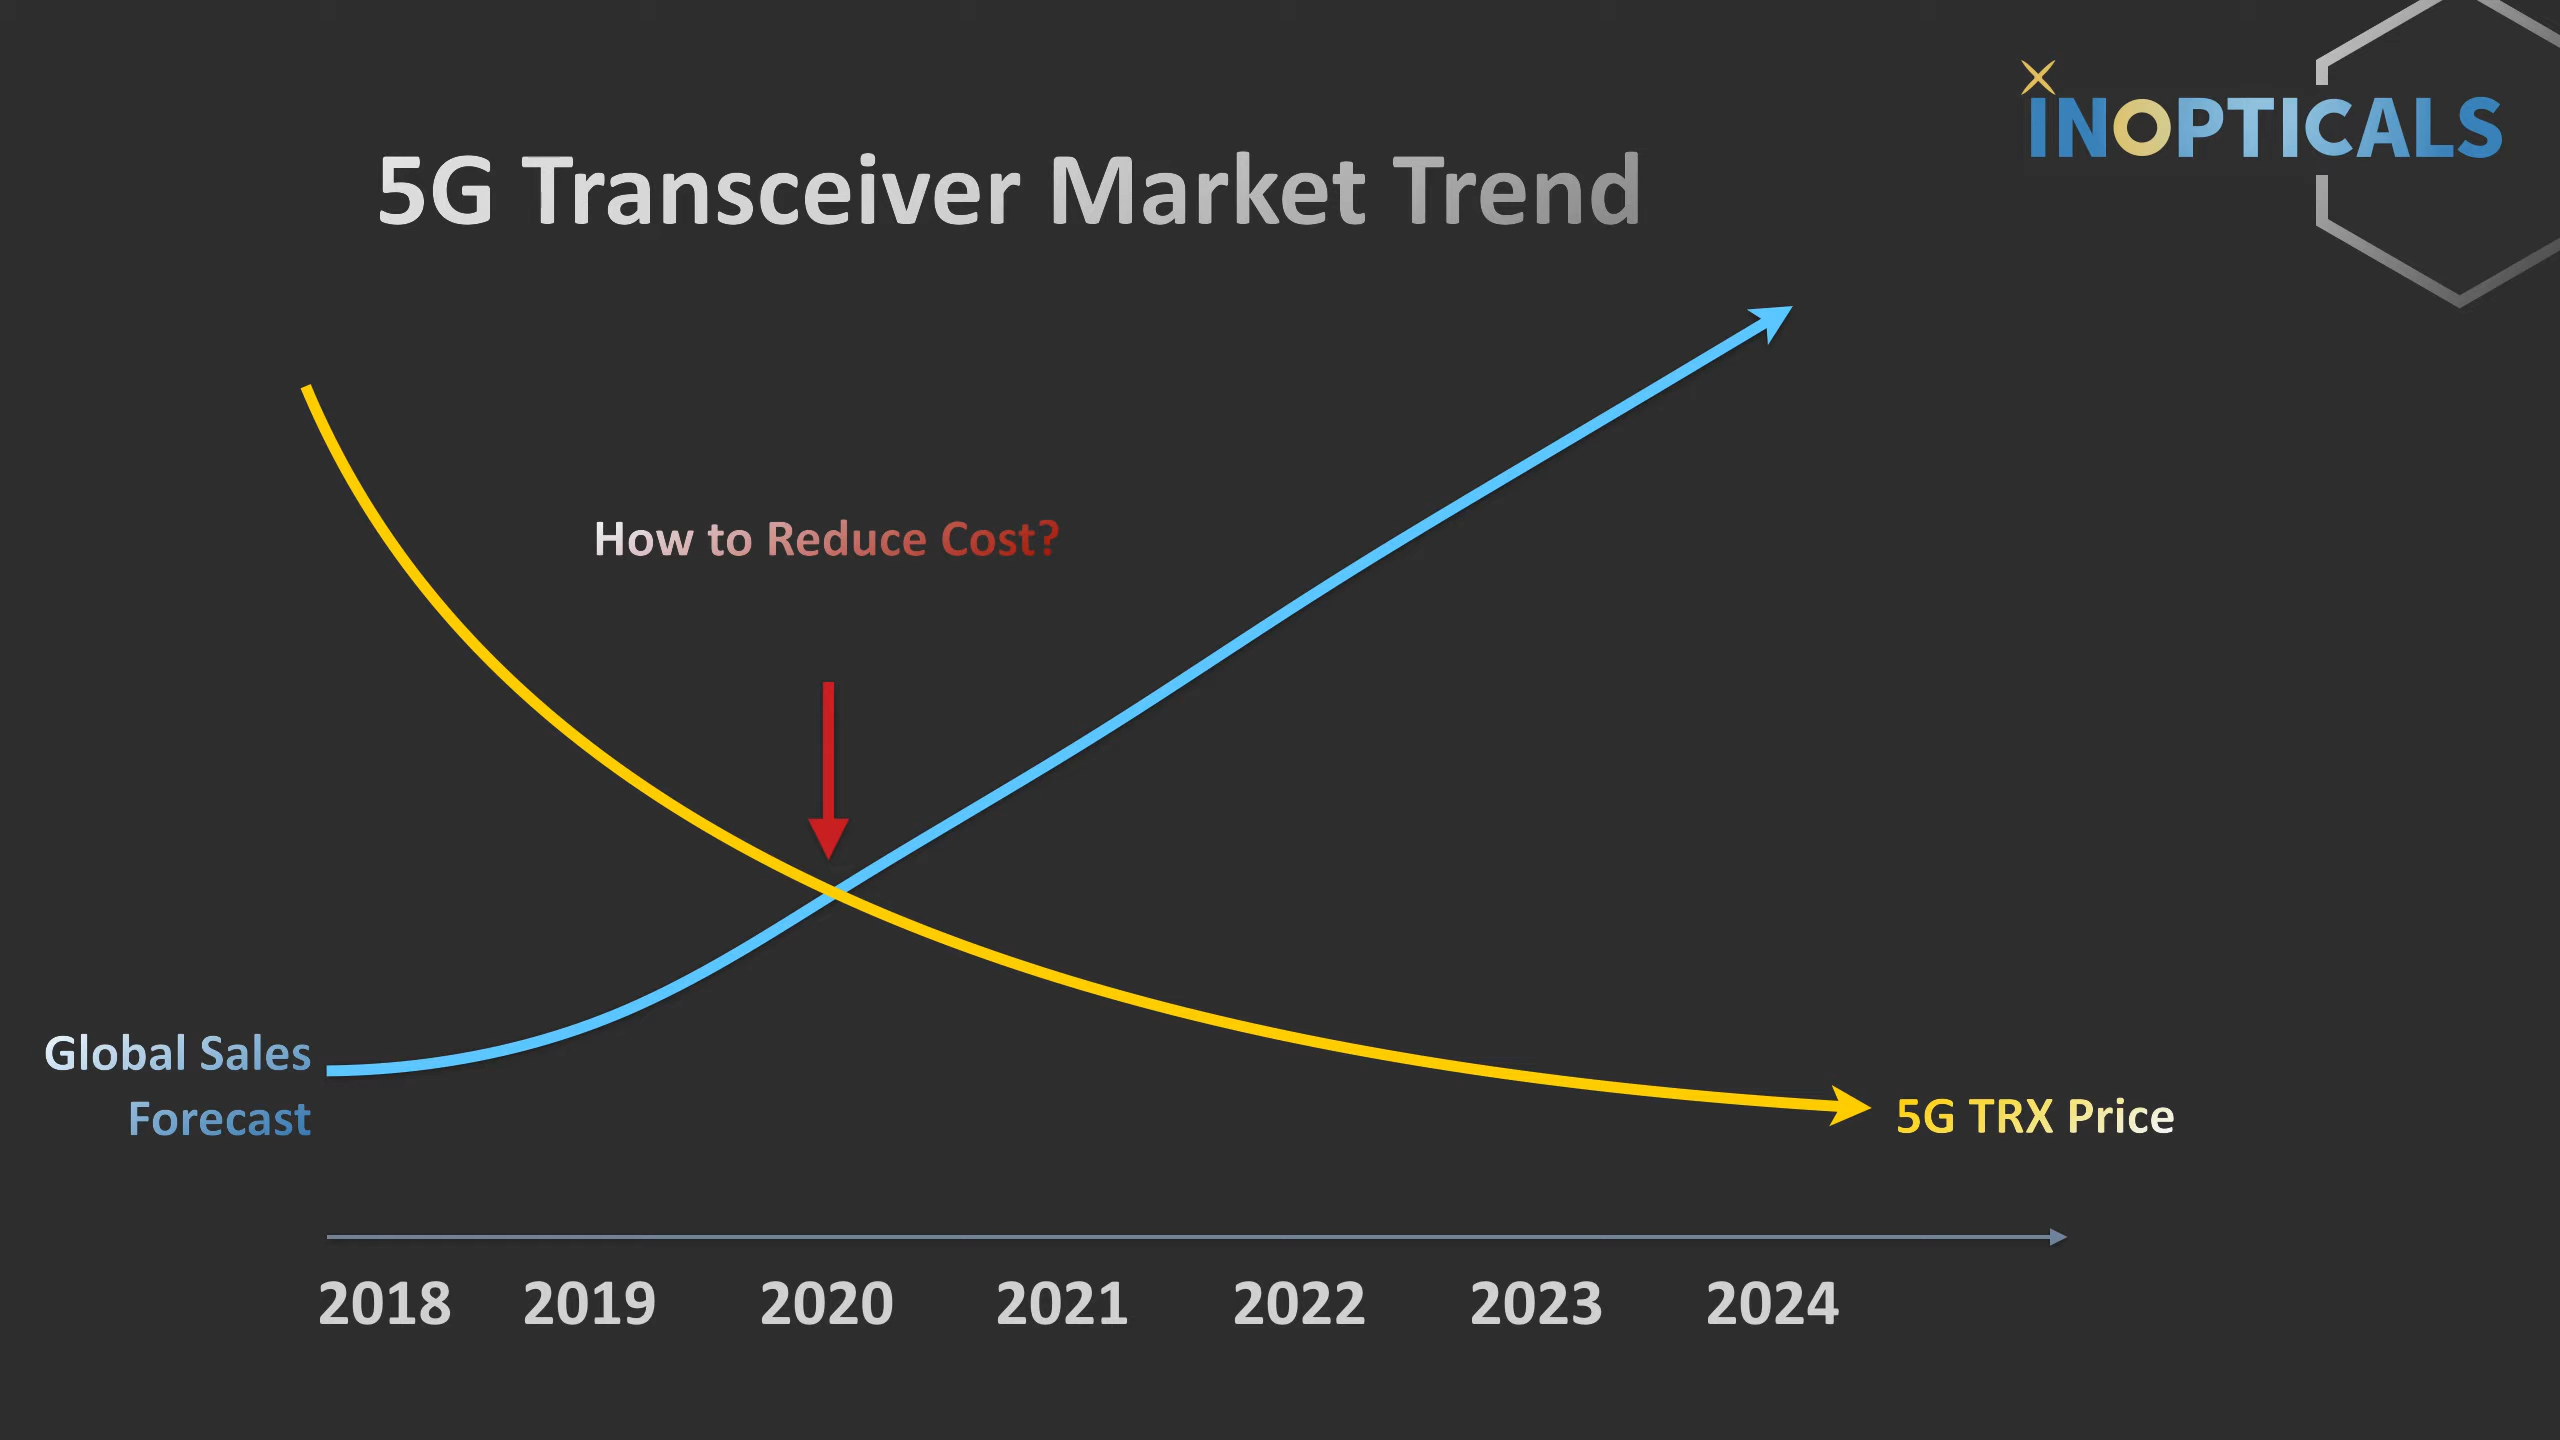 INOPTICALS
5G Transceiver Market Trend
How to Reduce Cost?
Global Sales
Forecast
5G TRX Price
2018 2019 2020 2021 2022 2023 2024